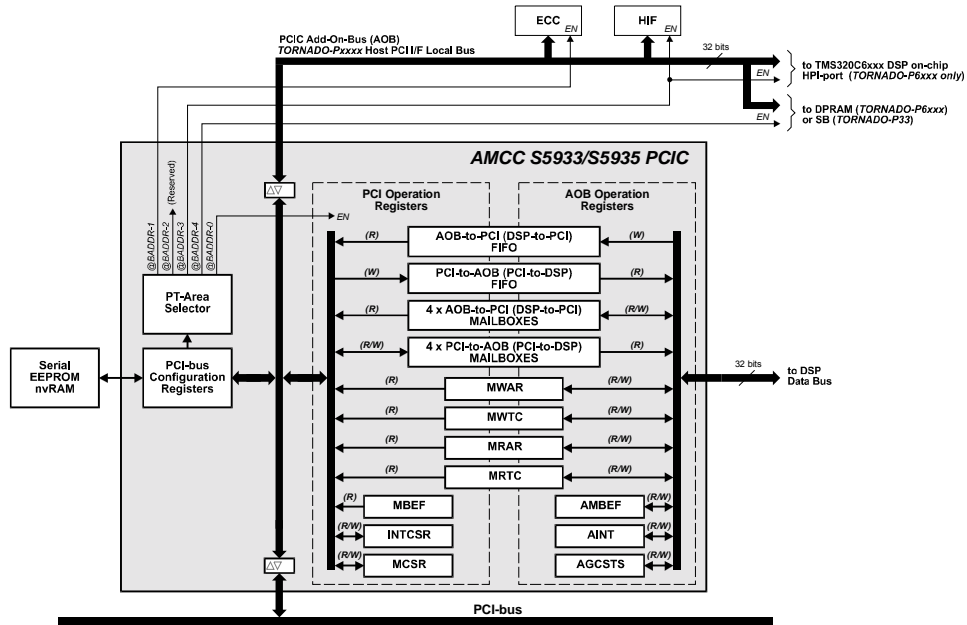 ECC
EN
HIF
EN
PCIC Add-On-Bus (AOB)
TORNADO-Pxxxx Host PCI I/F Local Bus
32 bits
EN
to TMS320C6xxx DSP on-chip
HPI-port (TORNADO-P6xxx only)
EN
to DPRAM (TORNADO-P6xxx)
or SB (TORNADO-P33)
AMCC S5933/S5935 PCIC
@BADDR-1
@BADDR-2
(Reserved)
@BADDR-3
@BADDR-4
@BADDR-0
EN
PCI Operation
Registers
AOB Operation
Registers
(R)
AOB-to-PCI (DSP-to-PCI)
FIFO
(W)
(W)
PCI-to-AOB (PCI-to-DSP)
FIFO
(R)
(R)
4 x AOB-to-PCI (DSP-to-PCI)
MAILBOXES
(R/W)
(R/W)
4 x PCI-to-AOB (PCI-to-DSP)
MAILBOXES
(R)
(R)
MWAR
(R/W)
(R)
MWTC
(R/W)
(R)
MRAR
(R/W)
(R)
MRTC
(R/W)
(R)
MBEF
AMBEF
(R/W)
(R/W)
INTCSR
AINT
(R/W)
(R/W)
MCSR
AGCSTS
(R/W)
PT-Area
Selector
Serial
EEPROM
nvRAM
PCI-bus
Configuration
Registers
32 bits
to DSP
Data Bus
PCI-bus